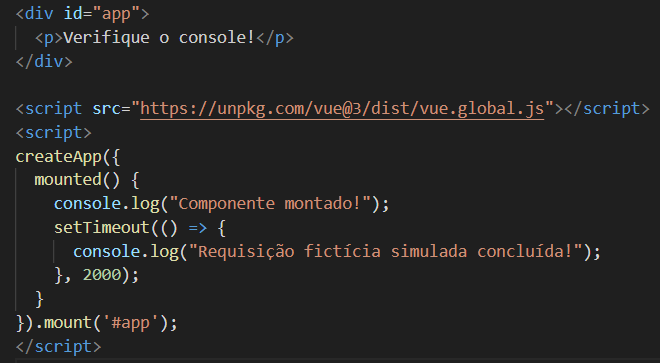 <div id="app">
  <p>Verifique o console!</p>
</div>

<script src="https://unpkg.com/vue@3/dist/vue.global.js"></script>
<script>
createApp({
  mounted() {
    console.log("Componente montado!");
    setTimeout(() => {
      console.log("Requisição fictícia simulada concluída!");
    }, 2000);
  }
}).mount('#app');
</script>